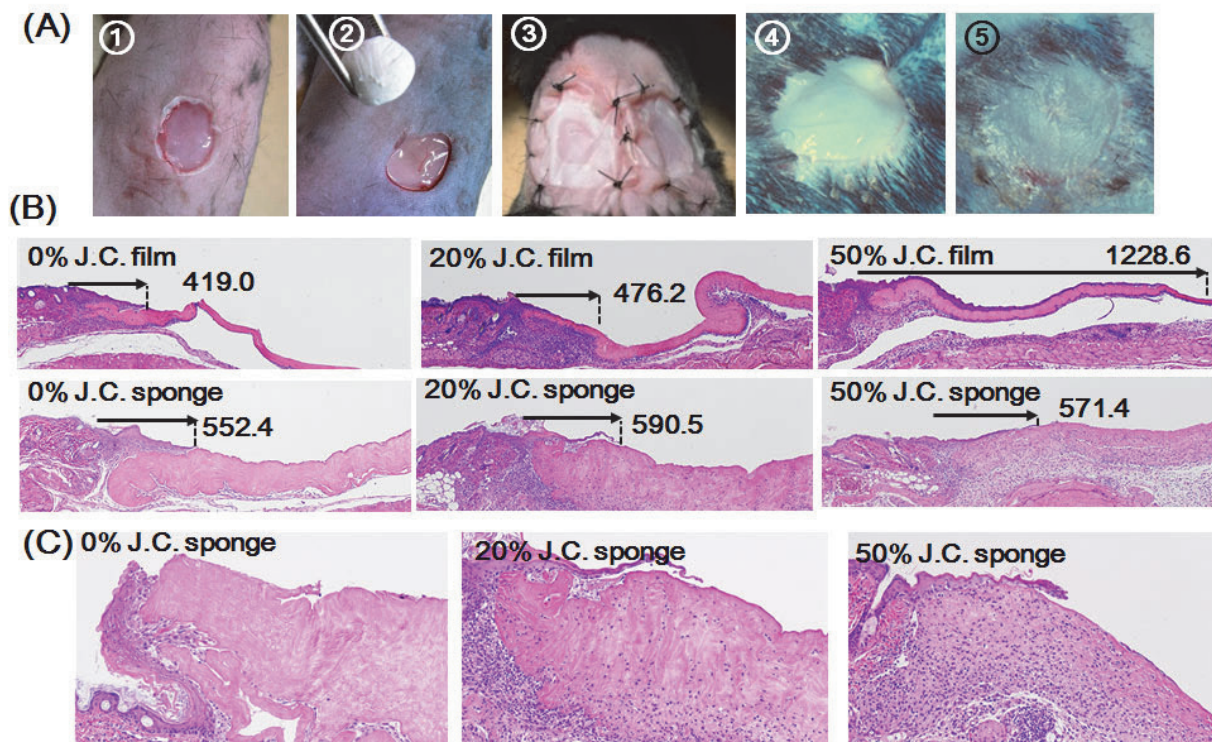 (A)
1 2 3 4 5
(B)
0% J.C. film 20% J.C. film 50% J.C. film
419.0 476.2 1228.6
0% J.C. sponge 20% J.C. sponge 50% J.C. sponge
552.4 590.5 571.4
(C)
0% J.C. sponge 20% J.C. sponge 50% J.C. sponge